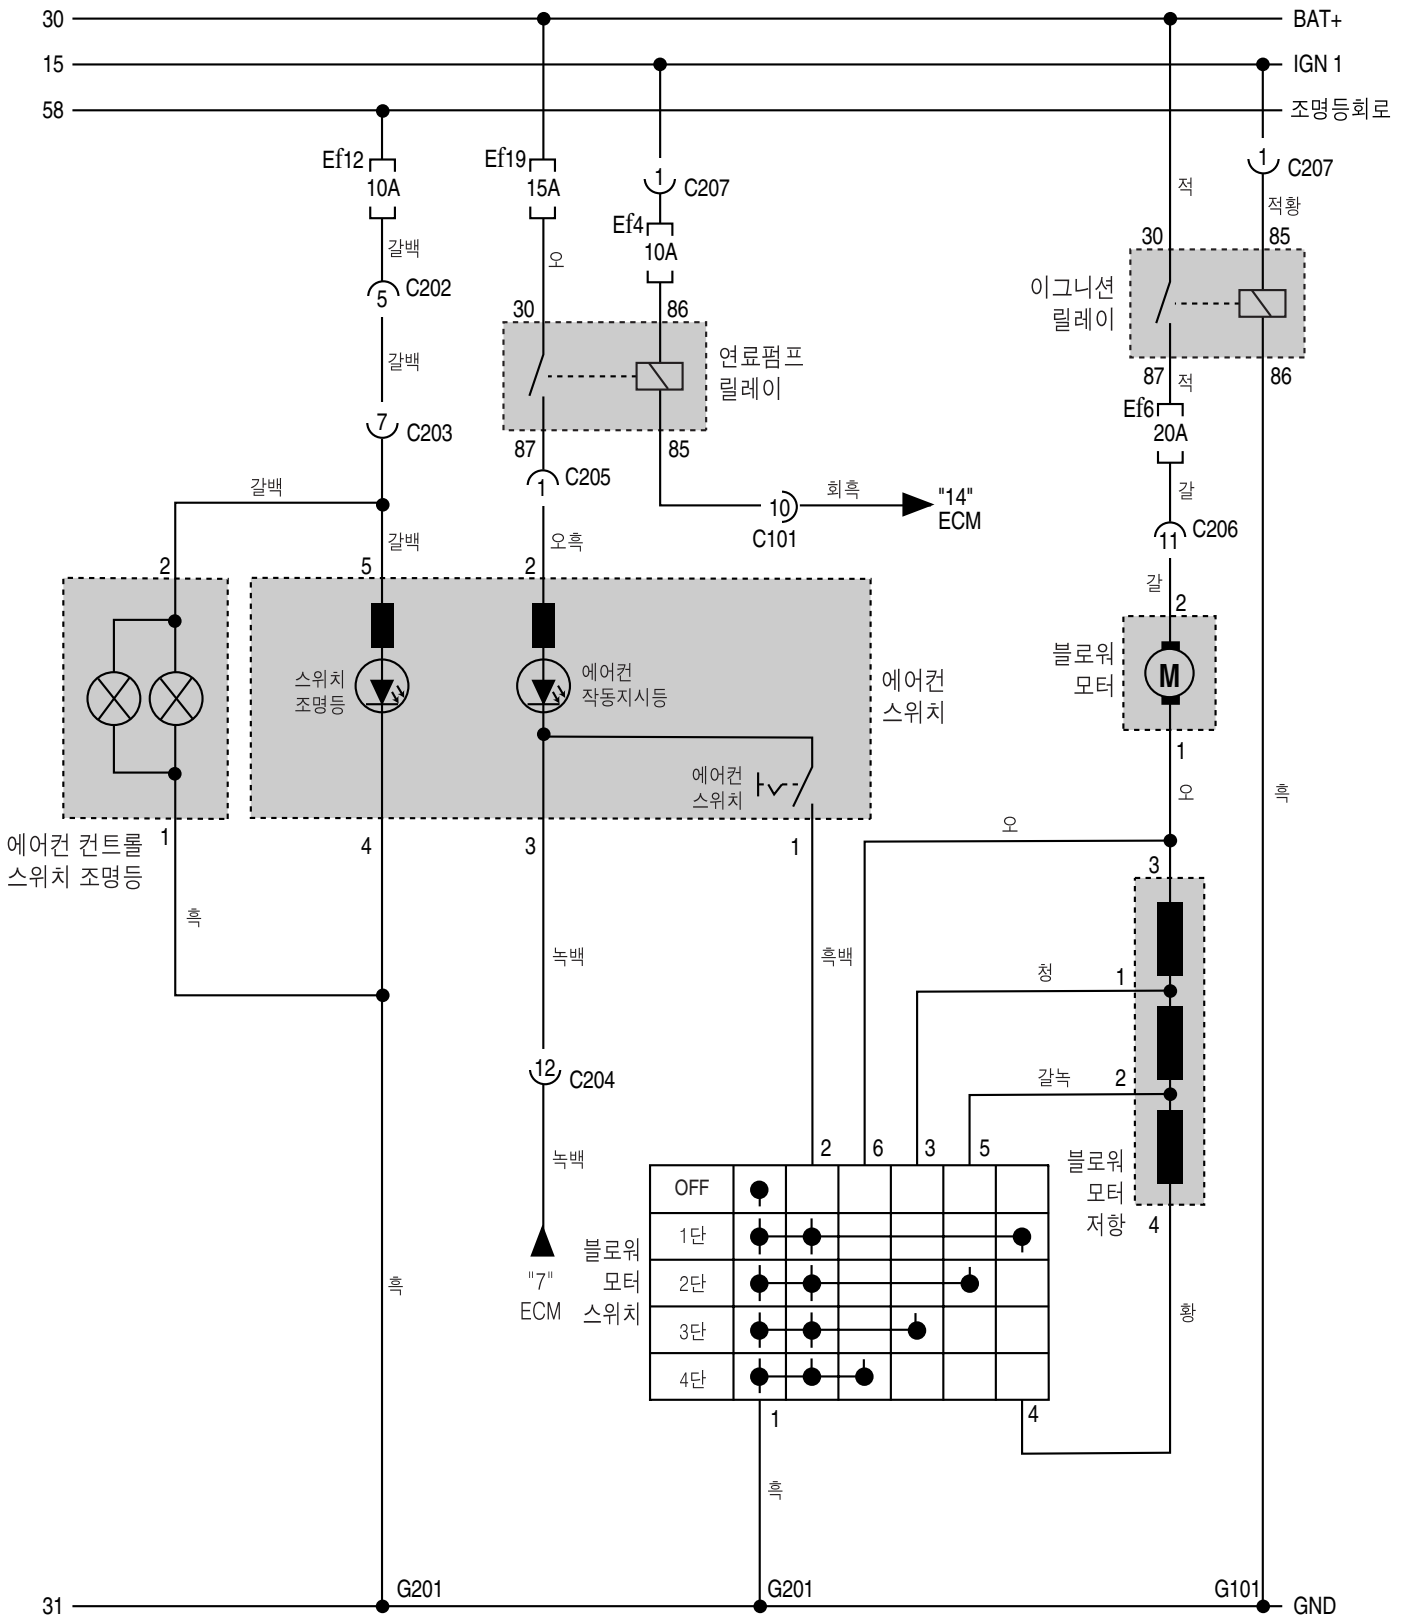 30
BAT+
15
IGN 1
58
조명등회로
Ef12
10A
갈백
5
C202
갈백
7
C203
갈백
갈백
Ef19
15A
오
30
86
연료펌프
릴레이
87
85
1
C205
오흑
1
C207
Ef4
10A
10
C101
회흑
"14"
ECM
적
1
C207
적황
30
85
이그니션
릴레이
87
86
적
Ef6
20A
갈
11
C206
갈
2
블로워
모터
M
1
오
흑
오
2
5
2
스위치
조명등
에어컨
작동지시등
에어컨
스위치
에어컨
스위치
에어컨 컨트롤
스위치 조명등
1
4
3
1
흑
녹백
흑백
12
C204
녹백
"7"
ECM
3
청
1
갈녹
2
블로워
모터
저항
4
황
2
6
3
5
블로워
모터
스위치
OFF
1단
2단
3단
4단
1
4
흑
흑
31
G201
G201
G101
GND